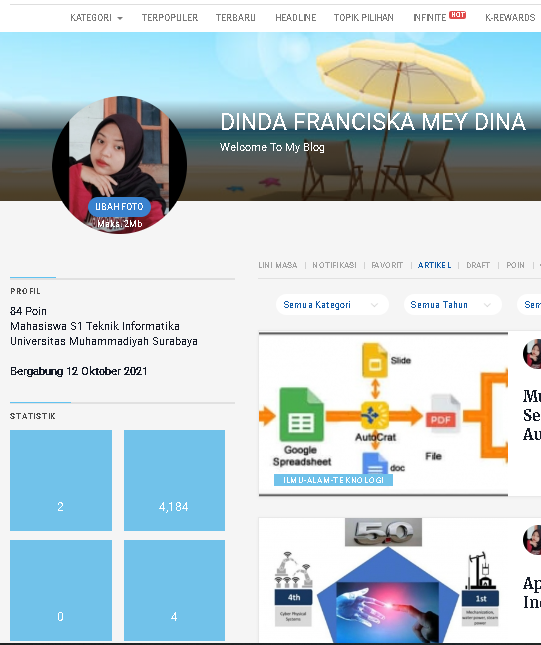 KATEGORI
TERPOPULER
TERBARU
HEADLINE
TOPIK PILIHAN
INFINITE HOT
K-REWARDS
DINDA FRANCISKA MEY DINA
Welcome To My Blog
UBAH FOTO
Maks. 2Mb
LINI MASA | NOTIFIKASI | FAVORIT | ARTIKEL | DRAFT | POIN |
PROFIL
84 Poin
Mahasiswa S1 Teknik Informatika
Universitas Muhammadiyah Surabaya
Bergabung 12 Oktober 2021
STATISTIK
2
4,184
0
4
Semua Kategori
Semua Tahun
Sem
Slide
AutoCrat
PDF
Google
Spreadsheet
doc
File
ILMU-ALAM-TEKNOLOGI
Mu
Se
Au
5.0
4th
Cyber Physical
Systems
1st
Mechanization,
water power, steam
power
Ap
In